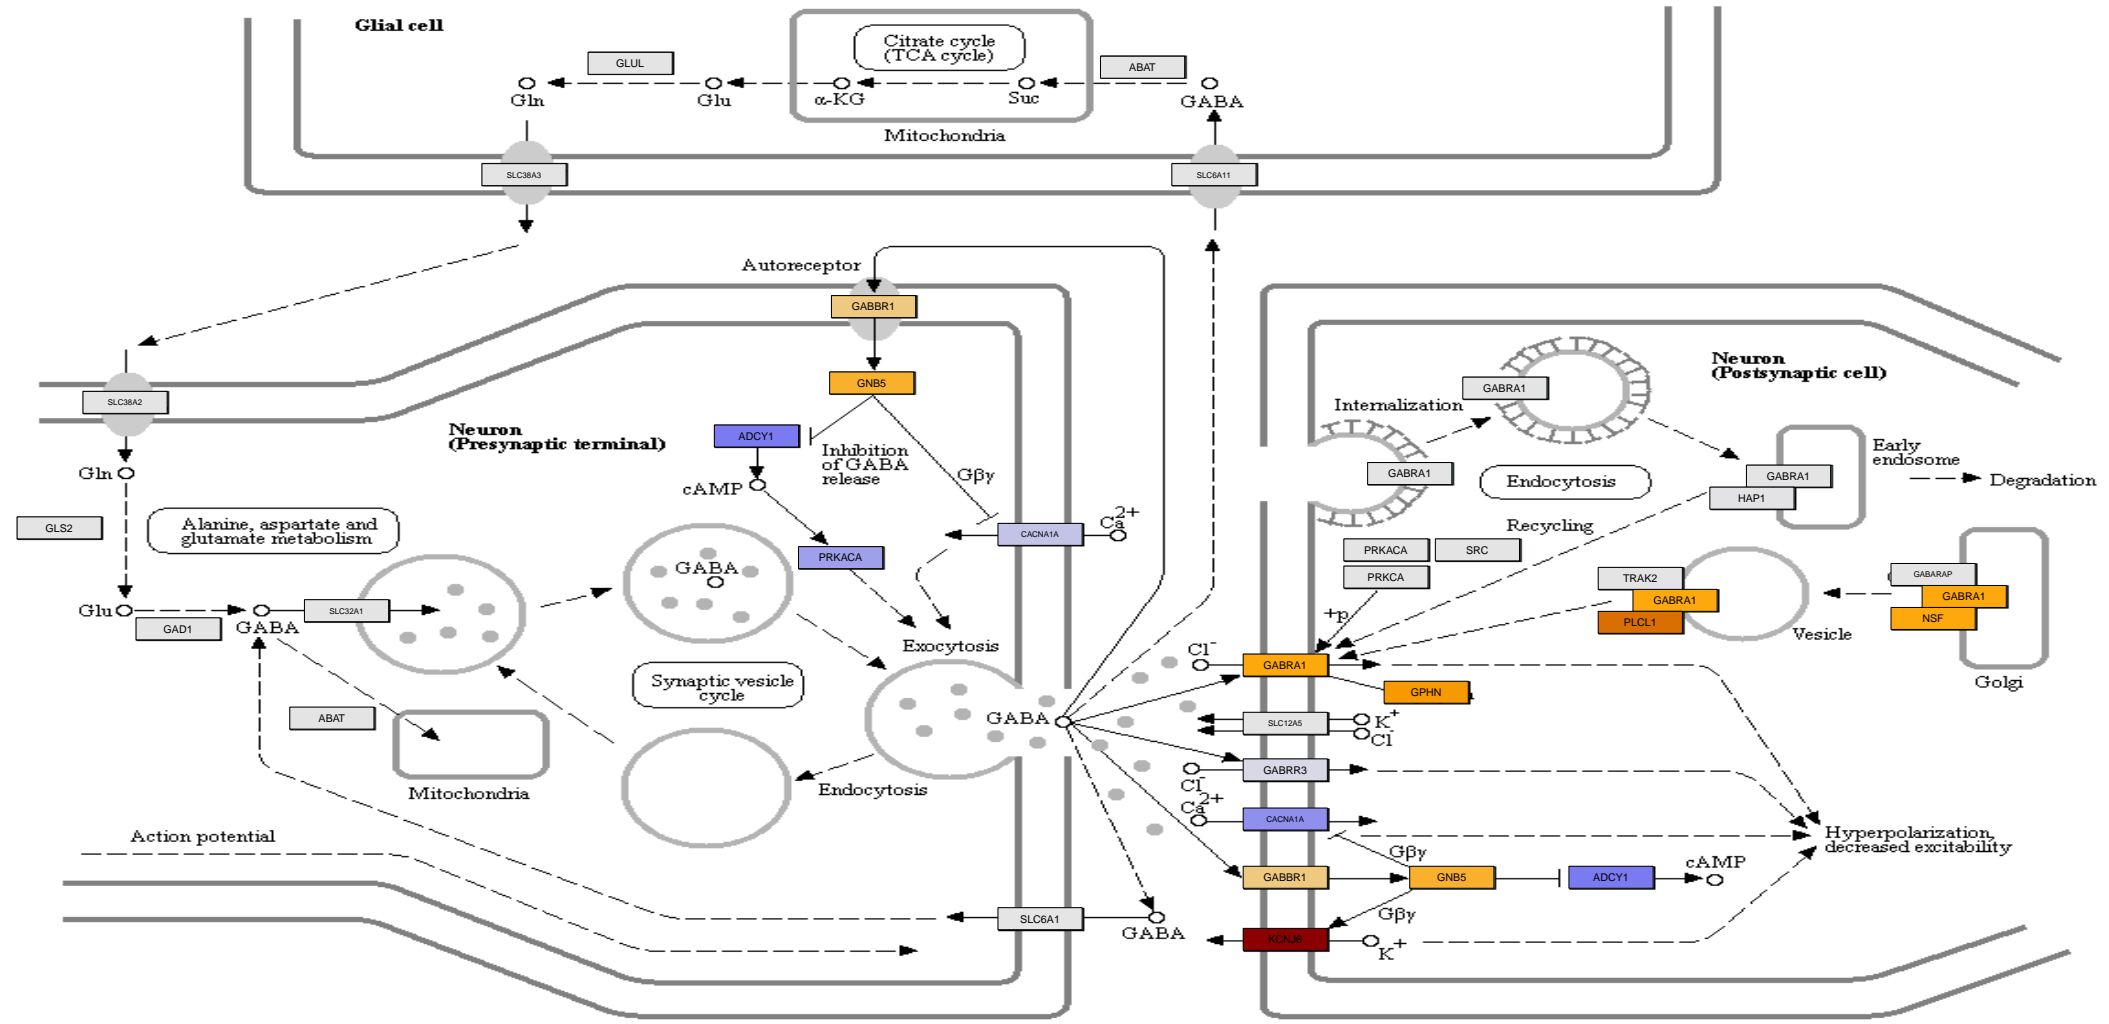 Glial cell
Citrate cycle
(TCA cycle)
GLUL
ABAT
Gln
Glu
α-KG
Suc
GABA
Mitochondria
SLC38A3
SLC6A11
Autoreceptor
GABBR1
GNB5
SLC38A2
Neuron
(Presynaptic terminal)
ADCY1
Inhibition
of GABA
release
Gβγ
cAMP
Gln
GLS2
Alanine, aspartate and
glutamate metabolism
CACNA1A
Ca2+
PRKACA
GABA
Glu
GAD1
GABA
SLC32A1
Exocytosis
Synaptic vesicle
cycle
ABAT
GABA
Mitochondria
Endocytosis
Action potential
SLC6A1
GABA
Neuron
(Postsynaptic cell)
GABRA1
Internalization
GABRA1
Endocytosis
Early
endosome
GABRA1
HAP1
Degradation
Recycling
PRKACA
SRC
PRKCA
+p
TRAK2
GABRA1
PLCL1
Vesicle
GABARAP
GABRA1
NSF
Golgi
Cl-
GABRA1
GPHN
SLC12A5
K+
Cl-
GABRR3
Cl-
Ca2+
CACNA1A
Hyperpolarization,
decreased excitability
Gβγ
GABBR1
GNB5
ADCY1
cAMP
Gβγ
KCNJ6
K+